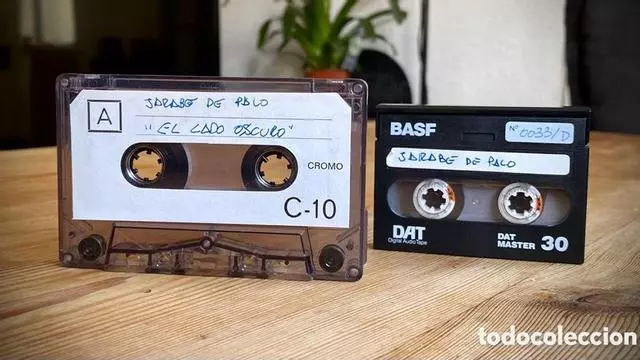 A
JARABE DE PALO
"EL LADO OSCURO"
CROMO
C-10
BASF
Nº 0033/D
JARABE DE PALO
DAT
Digital Audio Tape
DAT
MASTER 30
todocoleccion